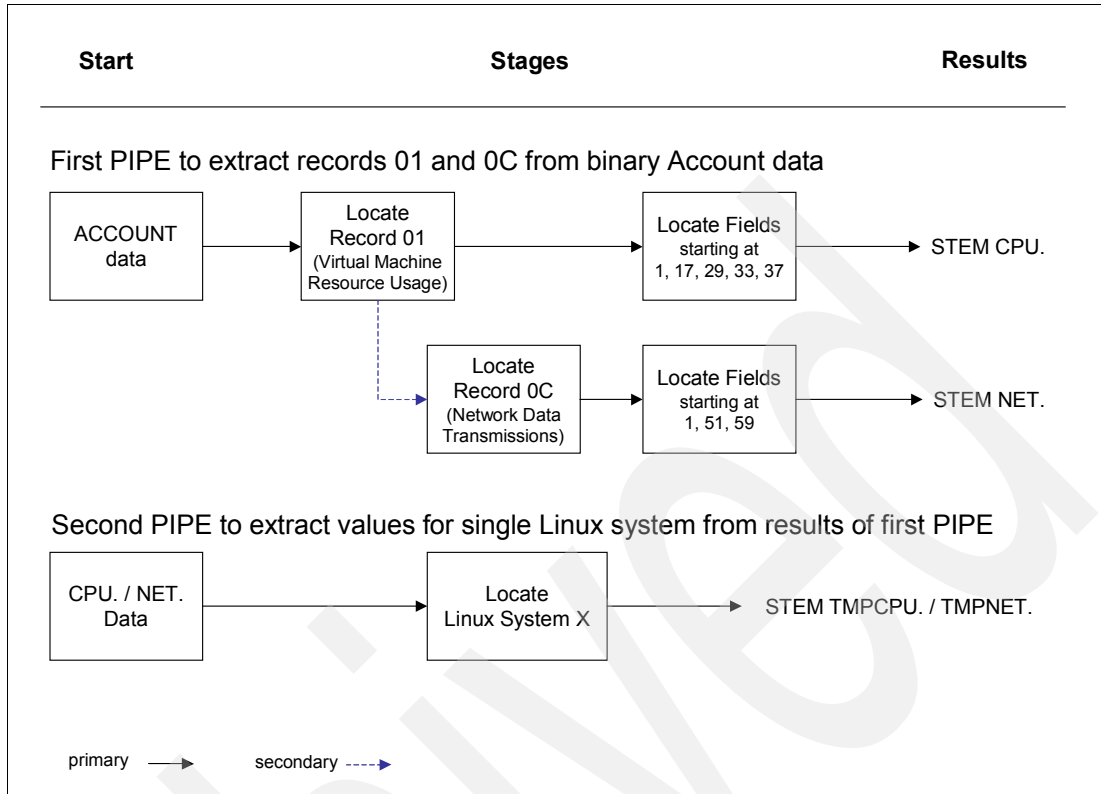 Start Stages Results
First PIPE to extract records 01 and 0C from binary Account data
ACCOUNT
data
Locate
Record 01
(Virtual Machine
Resource Usage)
Locate Fields
starting at
1, 17, 29, 33, 37
STEM CPU.
Locate
Record 0C
(Network Data
Transmissions)
Locate Fields
starting at
1, 51, 59
STEM NET.
Second PIPE to extract values for single Linux system from results of first PIPE
CPU. / NET.
Data
Locate
Linux System X
STEM TMPCPU. / TMPNET.
primary secondary